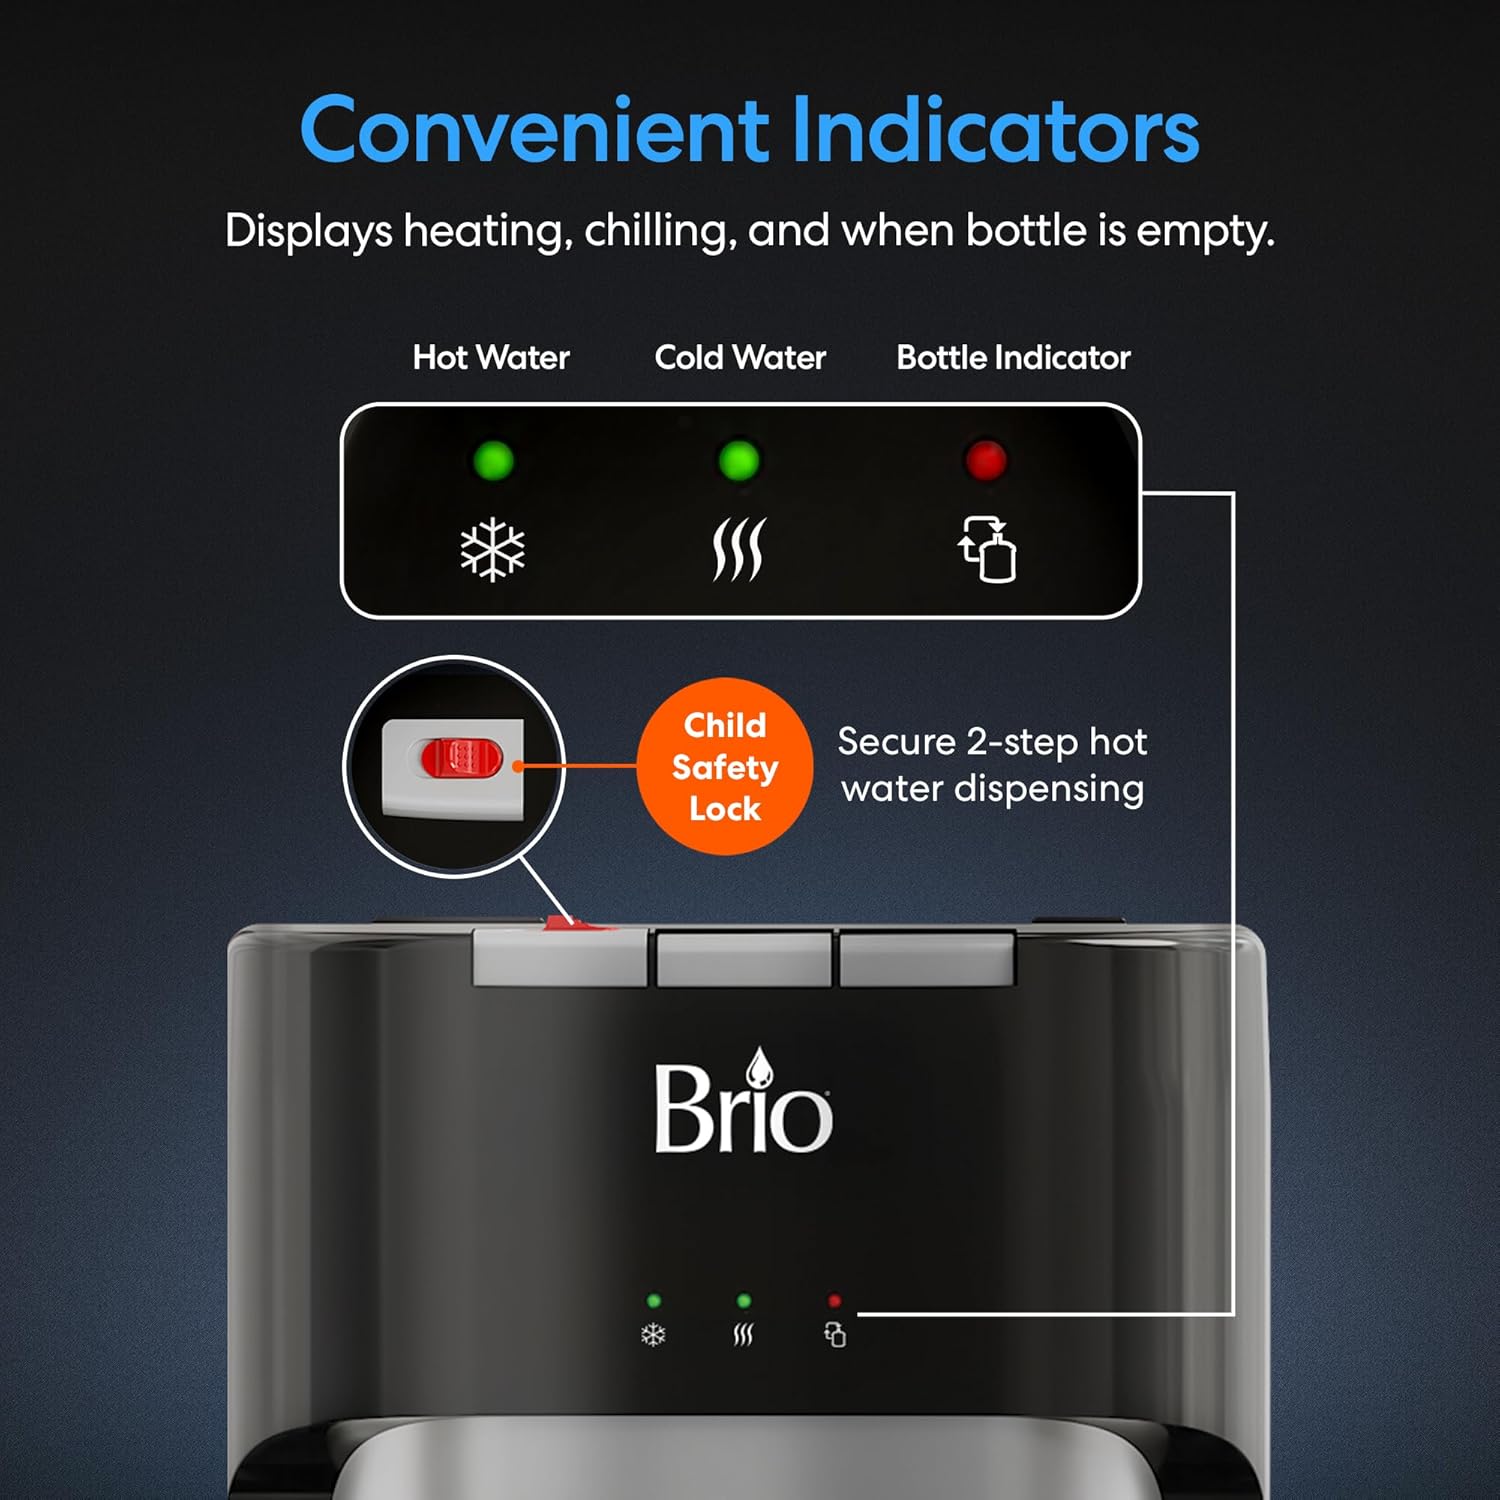 Convenient Indicators
Displays heating, chilling, and when bottle is empty.
Hot Water Cold Water Bottle Indicator
Child
Safety
Lock
Secure 2-step hot
water dispensing
Brio